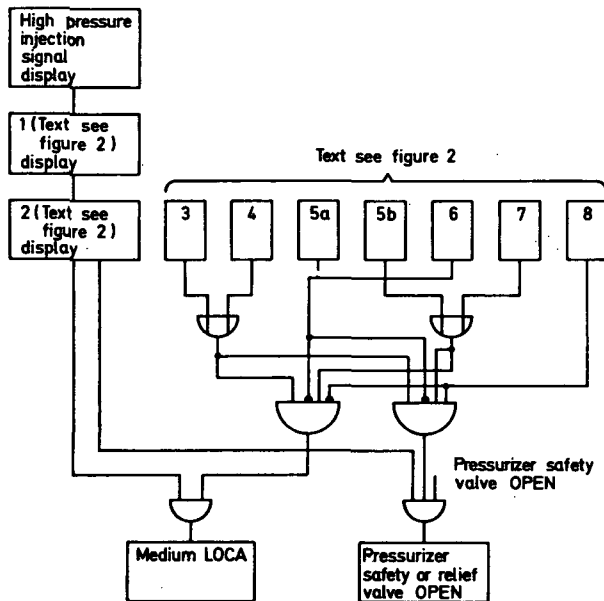 High pressure
injection
signal
display
1 (Text see
figure 2)
display
Text see figure 2
2 (Text see
figure 2)
display
3
4
5a
5b
6
7
8
Pressurizer safety
valve OPEN
Medium LOCA
Pressurizer
safety or relief
valve OPEN